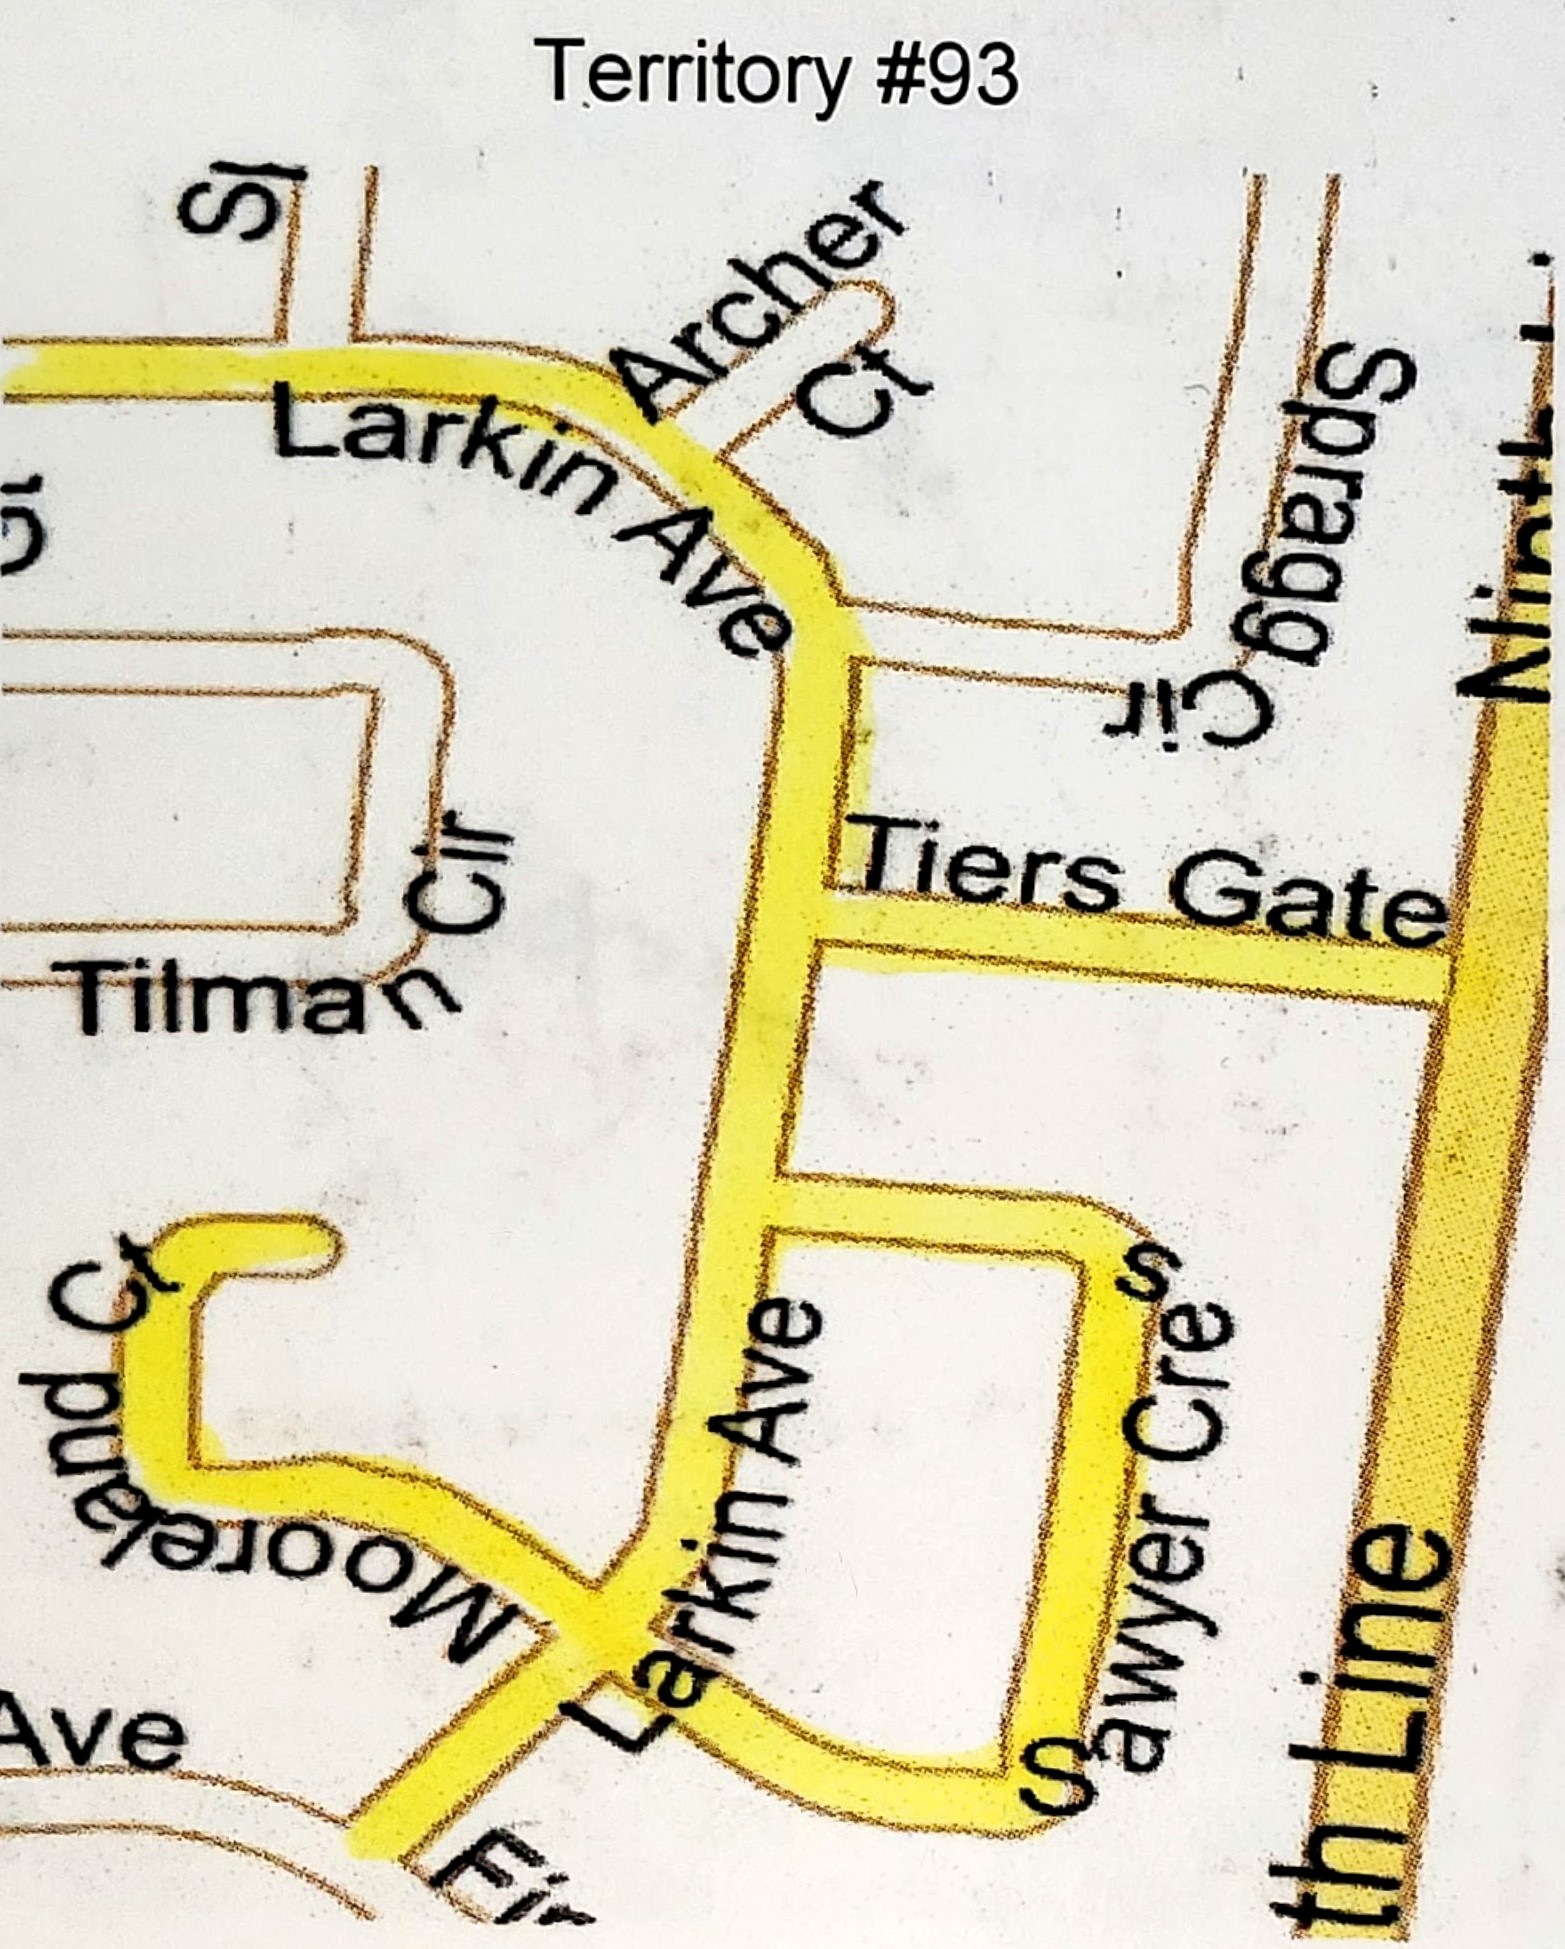 Territory #93
Archer
Ct
Larkin Ave
Spragg
Cir
Tiers Gate
Tilman Cir
Mooreland Ct
Larkin Ave
Sawyer Cres
Ave
th Line